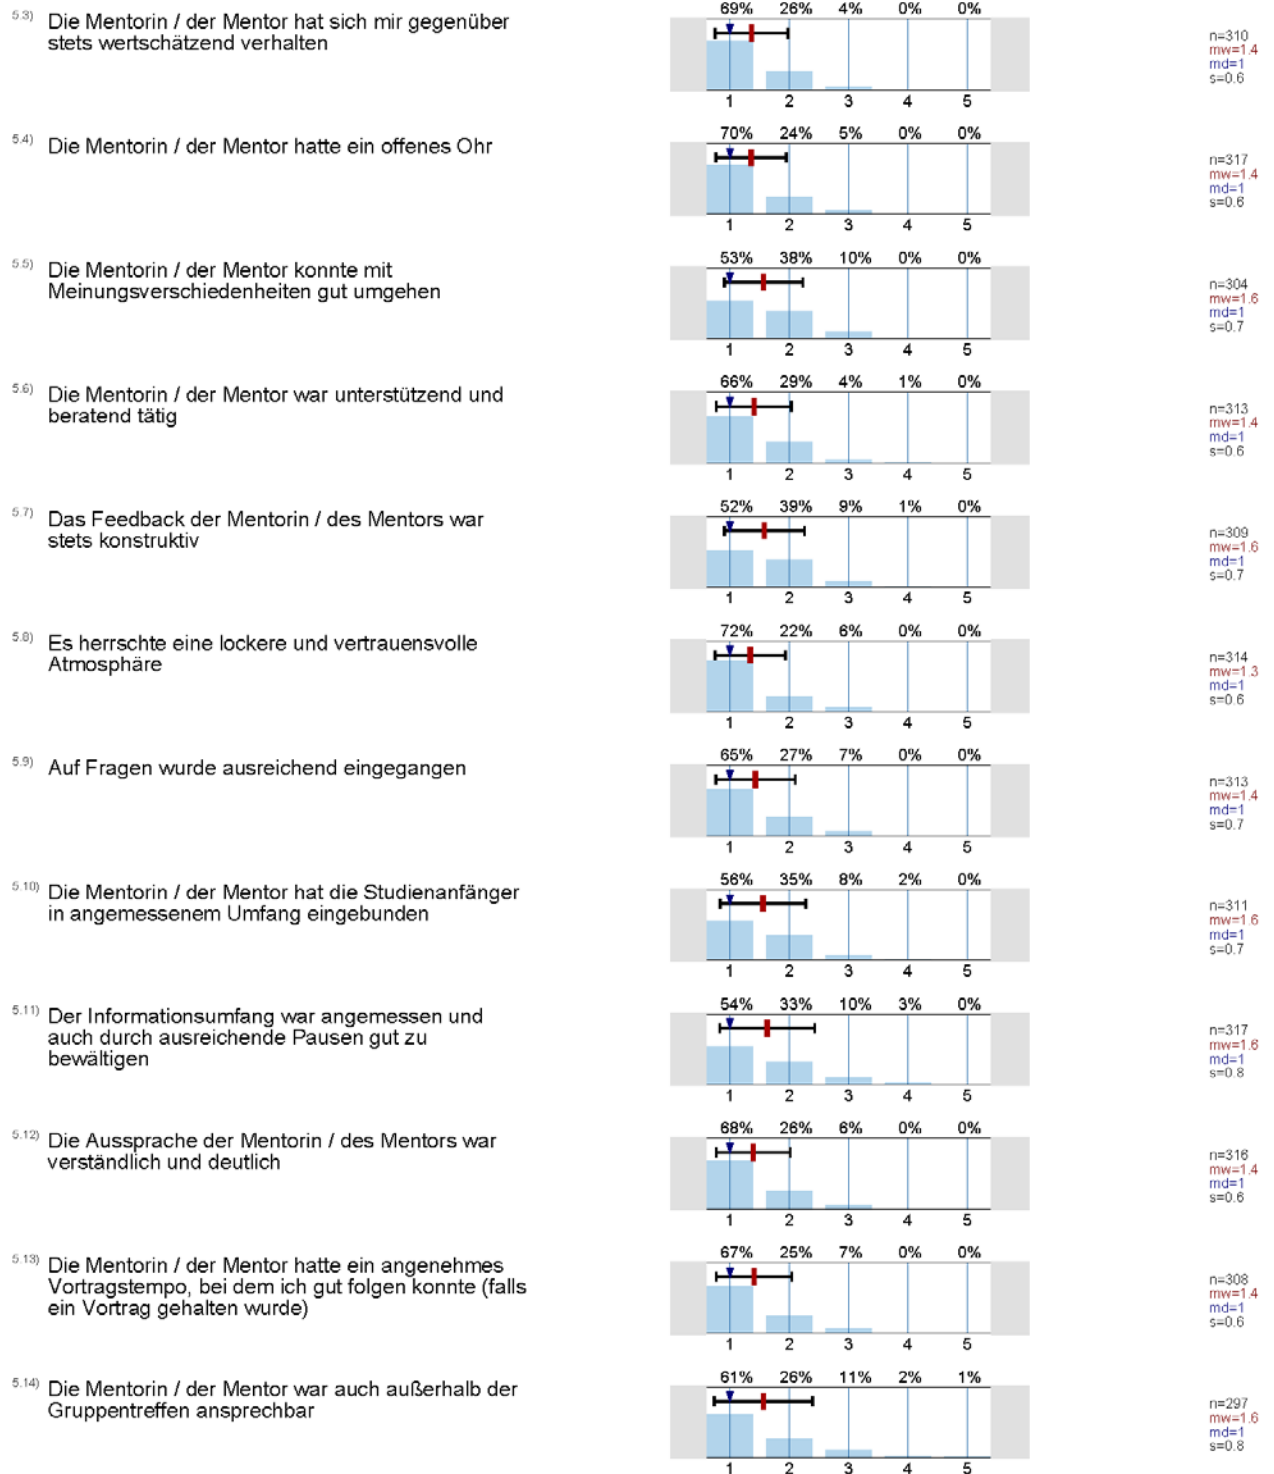 5.3) Die Mentorin / der Mentor hat sich mir gegenüber
stets wertschätzend verhalten
69% 26% 4% 0% 0%
1 2 3 4 5
n=310
mw=1.4
md=1
s=0.6
5.4) Die Mentorin / der Mentor hatte ein offenes Ohr
70% 24% 5% 0% 0%
1 2 3 4 5
n=317
mw=1.4
md=1
s=0.6
5.5) Die Mentorin / der Mentor konnte mit
Meinungsverschiedenheiten gut umgehen
53% 38% 10% 0% 0%
1 2 3 4 5
n=304
mw=1.6
md=1
s=0.7
5.6) Die Mentorin / der Mentor war unterstützend und
beratend tätig
66% 29% 4% 1% 0%
1 2 3 4 5
n=313
mw=1.4
md=1
s=0.6
5.7) Das Feedback der Mentorin / des Mentors war
stets konstruktiv
52% 39% 9% 1% 0%
1 2 3 4 5
n=309
mw=1.6
md=1
s=0.7
5.8) Es herrschte eine lockere und vertrauensvolle
Atmosphäre
72% 22% 6% 0% 0%
1 2 3 4 5
n=314
mw=1.3
md=1
s=0.6
5.9) Auf Fragen wurde ausreichend eingegangen
65% 27% 7% 0% 0%
1 2 3 4 5
n=313
mw=1.4
md=1
s=0.7
5.10) Die Mentorin / der Mentor hat die Studienanfänger
in angemessenem Umfang eingebunden
56% 35% 8% 2% 0%
1 2 3 4 5
n=311
mw=1.6
md=1
s=0.7
5.11) Der Informationsumfang war angemessen und
auch durch ausreichende Pausen gut zu
bewältigen
54% 33% 10% 3% 0%
1 2 3 4 5
n=317
mw=1.6
md=1
s=0.8
5.12) Die Aussprache der Mentorin / des Mentors war
verständlich und deutlich
68% 26% 6% 0% 0%
1 2 3 4 5
n=316
mw=1.4
md=1
s=0.6
5.13) Die Mentorin / der Mentor hatte ein angenehmes
Vortragstempo, bei dem ich gut folgen konnte (falls
ein Vortrag gehalten wurde)
67% 25% 7% 0% 0%
1 2 3 4 5
n=308
mw=1.4
md=1
s=0.6
5.14) Die Mentorin / der Mentor war auch außerhalb der
Gruppentreffen ansprechbar
61% 26% 11% 2% 1%
1 2 3 4 5
n=297
mw=1.6
md=1
s=0.8